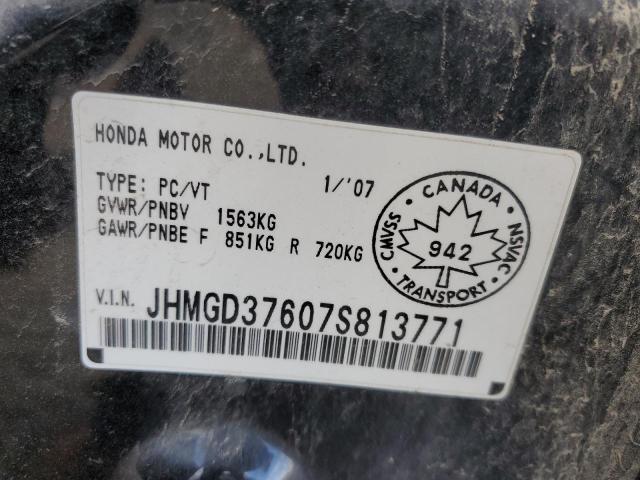 HONDA MOTOR CO.,LTD.
TYPE: PC/VT 1/'07
GVWR/PNBV 1563KG
GAWR/PNBE F 851KG R 720KG
CANADA
CMVSS 942 NSVAC
TRANSPORT
V.I.N. JHMGD37607S813771